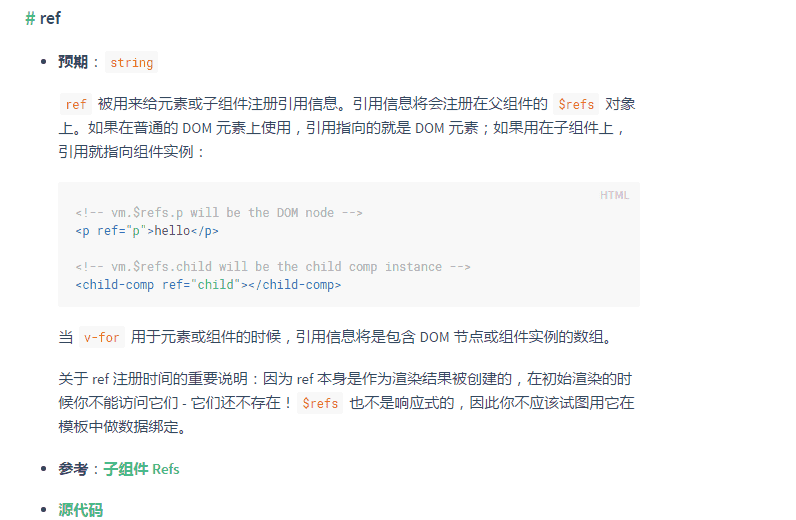 # ref
预期：string
ref 被用来给元素或子组件注册引用信息。引用信息将会注册在父组件的 $refs 对象
上。如果在普通的 DOM 元素上使用，引用指向的就是 DOM 元素；如果用在子组件上，
引用就指向组件实例：
HTML
<!-- vm.$refs.p will be the DOM node -->
<p ref="p">hello</p>
<!-- vm.$refs.child will be the child comp instance -->
<child-comp ref="child"></child-comp>
当 v-for 用于元素或组件的时候，引用信息将是包含 DOM 节点或组件实例的数组。
关于 ref 注册时间的重要说明：因为 ref 本身是作为渲染结果被创建的，在初始渲染的时
候你不能访问它们 - 它们还不存在！$refs 也不是响应式的，因此你不应该试图用它在
模板中做数据绑定。
参考：子组件 Refs
源代码